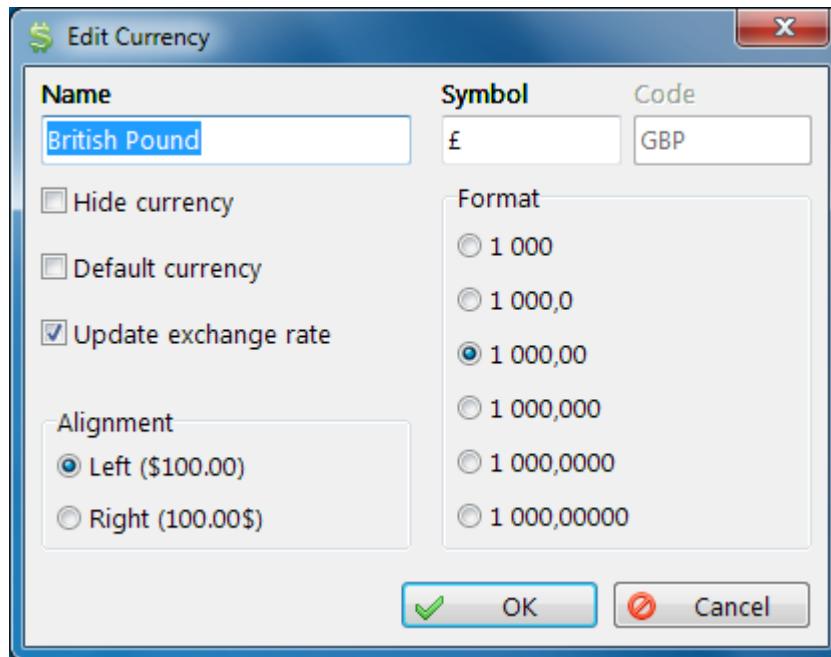 Edit Currency
Name
Symbol
Code
British Pound
£
GBP
Hide currency
Default currency
Update exchange rate
Alignment
Left ($100.00)
Right (100.00$)
Format
1 000
1 000,0
1 000,00
1 000,000
1 000,0000
1 000,00000
OK
Cancel